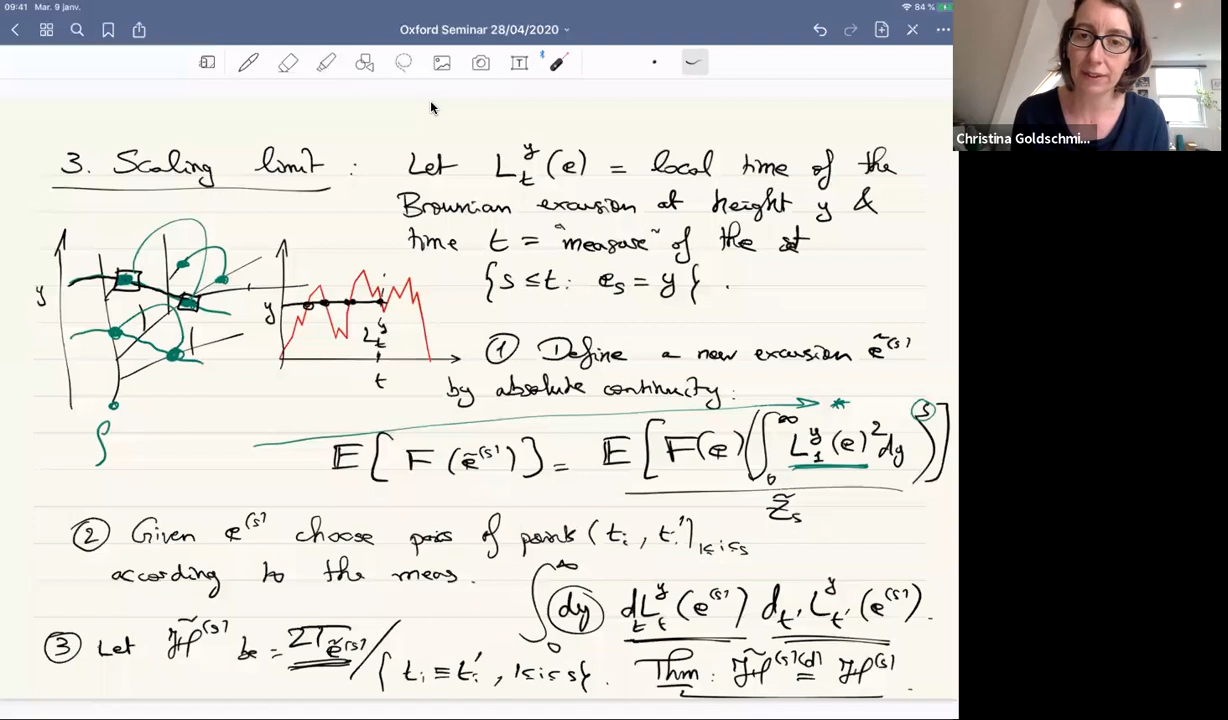 09:41 Mar. 9 janv.
84 %
Oxford Seminar 28/04/2020
Christina Goldschmi...
3. Scaling limit : Let L_t^y(e) = local time of the
Brownian excursion at height y &
time t = "measure" of the set
{s ≤ t : e_s = y} .
y
y
L_t^y
t
① Define a new excursion ẽ^(s)
by absolute continuity :
E[F(ẽ^(s))] = E[F(e)(∫_0^∞ L_1^y(e)^2 dy)^s]
Z̃_s
② Given e^(s) choose pairs of points (t_i, t_i')_{1≤i≤s}
according to the meas.
∫_0^∞ dy d_t L_t^y(e^(s)) d_t' L_t'^y(e^(s)).
③ Let
be = 2T_ẽ^(s) / {t_i ≡ t_i', 1≤i≤s}.
Thm :